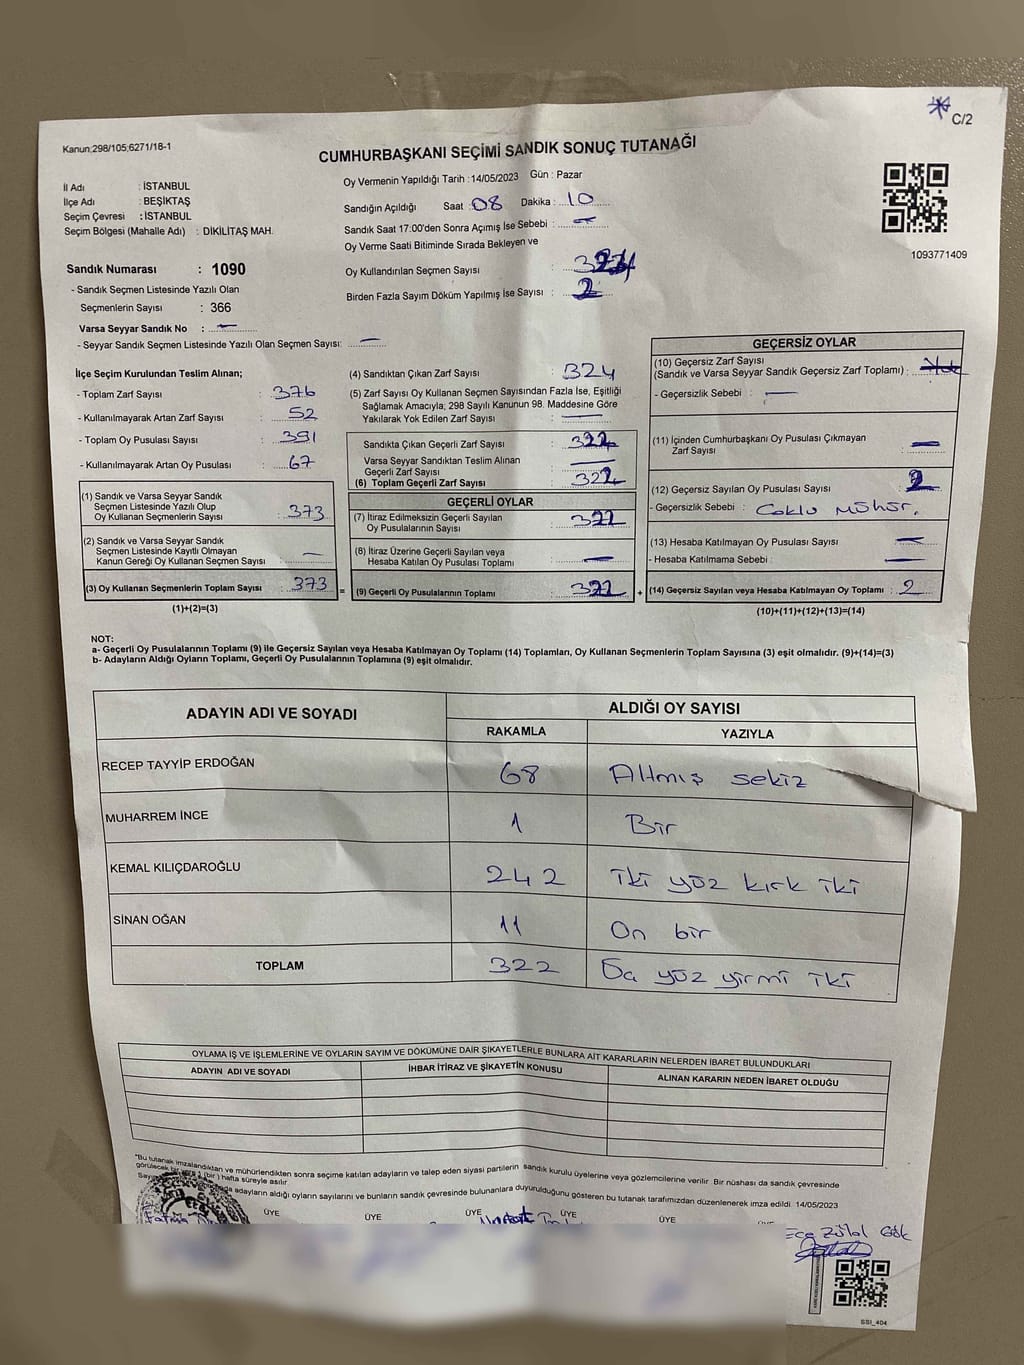 C/2
Kanun;298/105;6271/18-1
CUMHURBAŞKANI SEÇİMİ SANDIK SONUÇ TUTANAĞI
İl Adı : İSTANBUL
İlçe Adı : BEŞİKTAŞ
Seçim Çevresi : İSTANBUL
Seçim Bölgesi (Mahalle Adı) : DİKİLİTAŞ MAH.
Oy Vermenin Yapıldığı Tarih : 14/05/2023 Gün : Pazar
Sandığın Açıldığı Saat : 08 Dakika : 10
Sandık Saat 17:00'den Sonra Açımış İse Sebebi : —
Oy Verme Saati Bitiminde Sırada Bekleyen ve
Oy Kullandırılan Seçmen Sayısı :
Birden Fazla Sayım Döküm Yapılmış İse Sayısı : 2
1093771409
Sandık Numarası : 1090
- Sandık Seçmen Listesinde Yazılı Olan
Seçmenlerin Sayısı : 366
Varsa Seyyar Sandık No : —
- Seyyar Sandık Seçmen Listesinde Yazılı Olan Seçmen Sayısı: —
İlçe Seçim Kurulundan Teslim Alınan;
- Toplam Zarf Sayısı : 376
- Kullanılmayarak Artan Zarf Sayısı : 52
- Toplam Oy Pusulası Sayısı : 391
- Kullanılmayarak Artan Oy Pusulası : 67
(1) Sandık ve Varsa Seyyar Sandık
Seçmen Listesinde Yazılı Olup
Oy Kullanan Seçmenlerin Sayısı : 373
(2) Sandık ve Varsa Seyyar Sandık
Seçmen Listesinde Kayıtlı Olmayan
Kanun Gereği Oy Kullanan Seçmen Sayısı : —
(3) Oy Kullanan Seçmenlerin Toplam Sayısı : 373
(1)+(2)=(3)
(4) Sandıktan Çıkan Zarf Sayısı : 324
(5) Zarf Sayısı Oy Kullanan Seçmen Sayısından Fazla İse, Eşitliği
Sağlamak Amacıyla; 298 Sayılı Kanunun 98. Maddesine Göre
Yakılarak Yok Edilen Zarf Sayısı : —
Sandıkta Çıkan Geçerli Zarf Sayısı : 322
Varsa Seyyar Sandıktan Teslim Alınan
Geçerli Zarf Sayısı : —
(6) Toplam Geçerli Zarf Sayısı : 322
GEÇERLİ OYLAR
(7) İtiraz Edilmeksizin Geçerli Sayılan
Oy Pusulalarının Sayısı : 322
(8) İtiraz Üzerine Geçerli Sayılan veya
Hesaba Katılan Oy Pusulası Toplamı : —
= (9) Geçerli Oy Pusulalarının Toplamı : 322 +
GEÇERSİZ OYLAR
(10) Geçersiz Zarf Sayısı
(Sandık ve Varsa Seyyar Sandık Geçersiz Zarf Toplamı) :
- Geçersizlik Sebebi : —
(11) İçinden Cumhurbaşkanı Oy Pusulası Çıkmayan
Zarf Sayısı : —
(12) Geçersiz Sayılan Oy Pusulası Sayısı : 2
- Geçersizlik Sebebi : Coklu Mühür.
(13) Hesaba Katılmayan Oy Pusulası Sayısı : —
- Hesaba Katılmama Sebebi : —
(14) Geçersiz Sayılan veya Hesaba Katılmayan Oy Toplamı : 2
(10)+(11)+(12)+(13)=(14)
NOT:
a- Geçerli Oy Pusulalarının Toplamı (9) ile Geçersiz Sayılan veya Hesaba Katılmayan Oy Toplamı (14) Toplamları, Oy Kullanan Seçmenlerin Toplam Sayısına (3) eşit olmalıdır. (9)+(14)=(3)
b- Adayların Aldığı Oyların Toplamı, Geçerli Oy Pusulalarının Toplamına (9) eşit olmalıdır.
ADAYIN ADI VE SOYADI ALDIĞI OY SAYISI
RAKAMLA YAZIYLA
RECEP TAYYİP ERDOĞAN 68 Altmış sekiz
MUHARREM İNCE 1 Bir
KEMAL KILIÇDAROĞLU 242 iki yüz kırk iki
SİNAN OĞAN 11 On bir
TOPLAM 322 yüz yirmi iki
OYLAMA İŞ VE İŞLEMLERİNE VE OYLARIN SAYIM VE DÖKÜMÜNE DAİR ŞİKAYETLERLE BUNLARA AİT KARARLARIN NELERDEN İBARET BULUNDUKLARI
ADAYIN ADI VE SOYADI İHBAR İTİRAZ VE ŞİKAYETİN KONUSU ALINAN KARARIN NEDEN İBARET OLDUĞU
*Bu tutanak imzalandıktan ve mühürlendikten sonra seçime katılan adayların ve talep eden siyasi partilerin sandık kurulu üyelerine veya gözlemcilerine verilir. Bir nüshası da sandık çevresinde
görülecek bir yere 1 (bir) hafta süreyle asılır.
adayların aldığı oyların sayılarını ve bunların sandık çevresinde bulunanlara duyurulduğunu gösteren bu tutanak tarafımızdan düzenlenerek imza edildi. 14/05/2023
ÜYE ÜYE ÜYE ÜYE ÜYE
Ece Zülal Gök
SSI_404